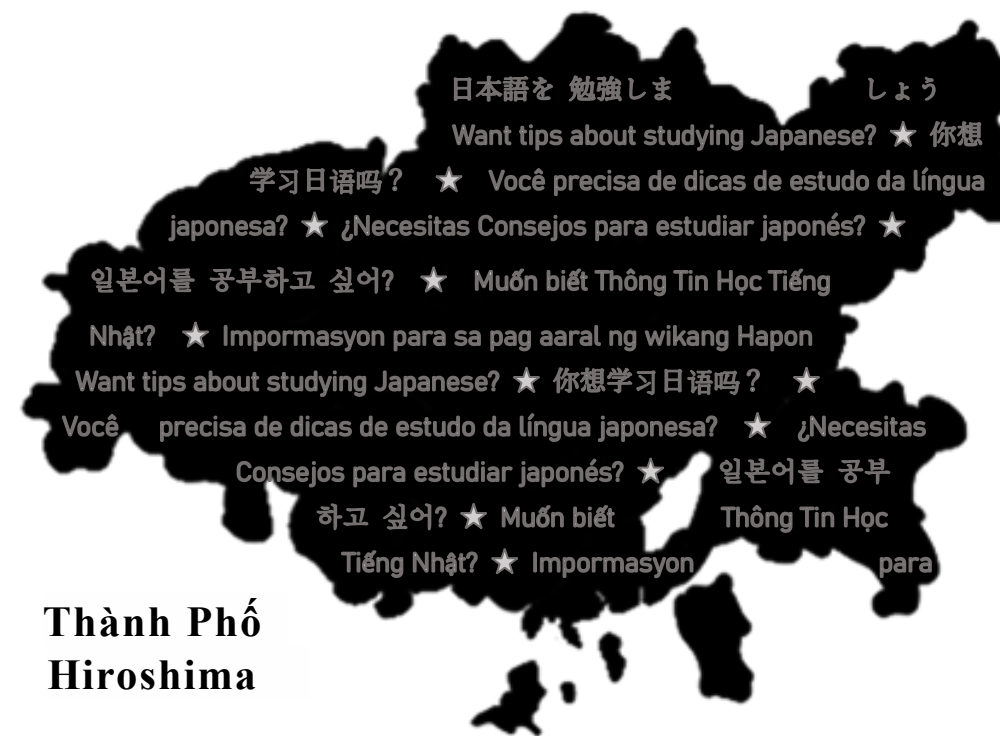 日本語を 勉強しま しょう
Want tips about studying Japanese? ★ 你想
学习日语吗？ ★ Você precisa de dicas de estudo da língua
japonesa? ★ ¿Necesitas Consejos para estudiar japonés? ★
일본어를 공부하고 싶어? ★ Muốn biết Thông Tin Học Tiếng
Nhật? ★ Impormasyon para sa pag aaral ng wikang Hapon
Want tips about studying Japanese? ★ 你想学习日语吗？ ★
Você precisa de dicas de estudo da língua japonesa? ★ ¿Necesitas
Consejos para estudiar japonés? ★ 일본어를 공부
하고 싶어? ★ Muốn biết Thông Tin Học
Tiếng Nhật? ★ Impormasyon para
Thành Phố
Hiroshima